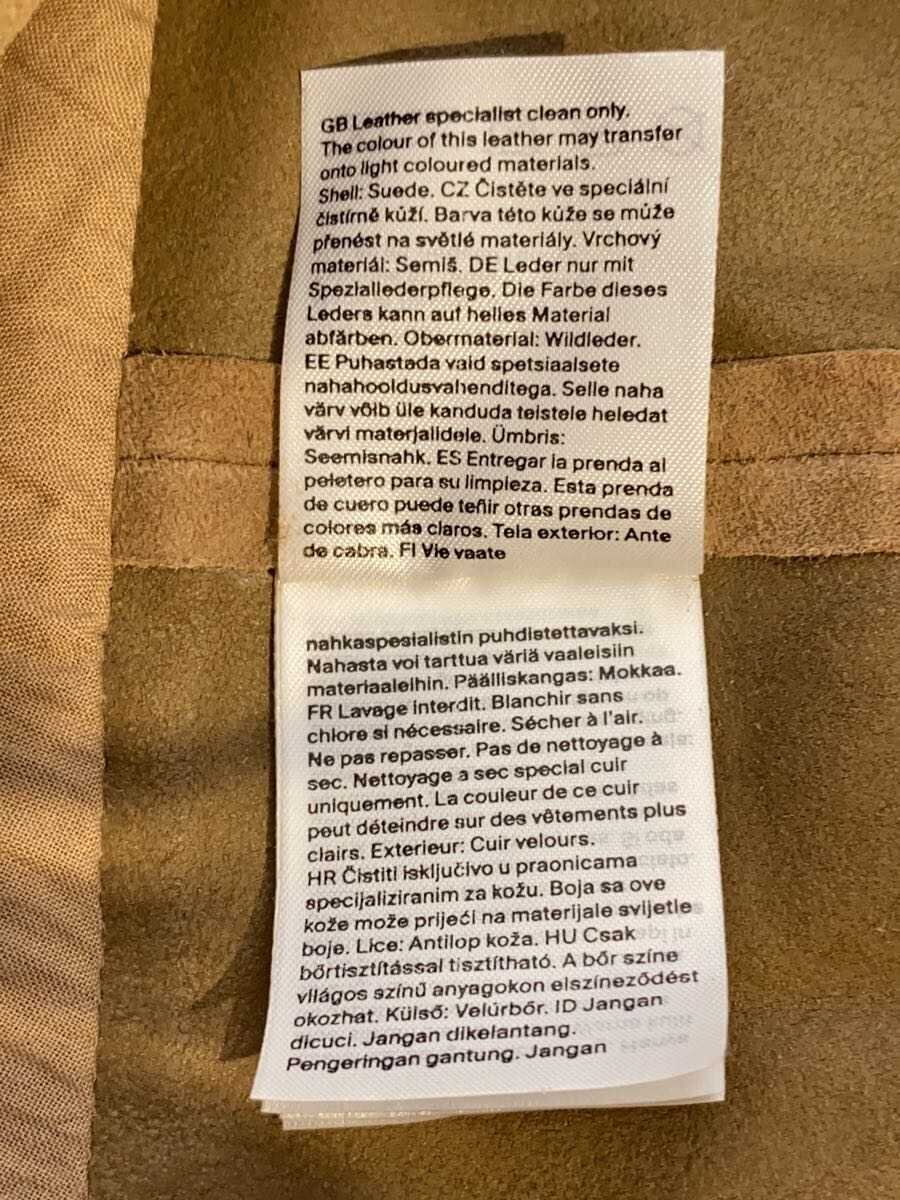 GB Leather specialist clean only.
The colour of this leather may transfer
onto light coloured materials.
Shell: Suede. CZ Čistěte ve speciální
čistírně kůží. Barva této kůže se může
přenést na světlé materiály. Vrchový
materiál: Semiš. DE Leder nur mit
Speziallederpflege. Die Farbe dieses
Leders kann auf helles Material
abfärben. Obermaterial: Wildleder.
EE Puhastada vaid spetsiaalsete
nahahooldusvahenditega. Selle naha
värv võib üle kanduda teistele heledat
värvi materjalidele. Ümbris:
Seemisnahk. ES Entregar la prenda al
peletero para su limpieza. Esta prenda
de cuero puede teñir otras prendas de
colores más claros. Tela exterior: Ante
de cabra. FI Vie vaate
nahkaspesialistin puhdistettavaksi.
Nahasta voi tarttua väriä vaaleisiin
materiaaleihin. Päälliskangas: Mokkaa.
FR Lavage interdit. Blanchir sans
chlore si nécessaire. Sécher à l'air.
Ne pas repasser. Pas de nettoyage à
sec. Nettoyage a sec special cuir
uniquement. La couleur de ce cuir
peut déteindre sur des vêtements plus
clairs. Exterieur: Cuir velours.
HR Čistiti isključivo u praonicama
specijaliziranim za kožu. Boja sa ove
kože može prijeći na materijale svijetle
boje. Lice: Antilop koža. HU Csak
bőrtisztítással tisztítható. A bőr színe
világos színű anyagokon elszíneződést
okozhat. Külső: Velúrbőr. ID Jangan
dicuci. Jangan dikelantang.
Pengeringan gantung. Jangan